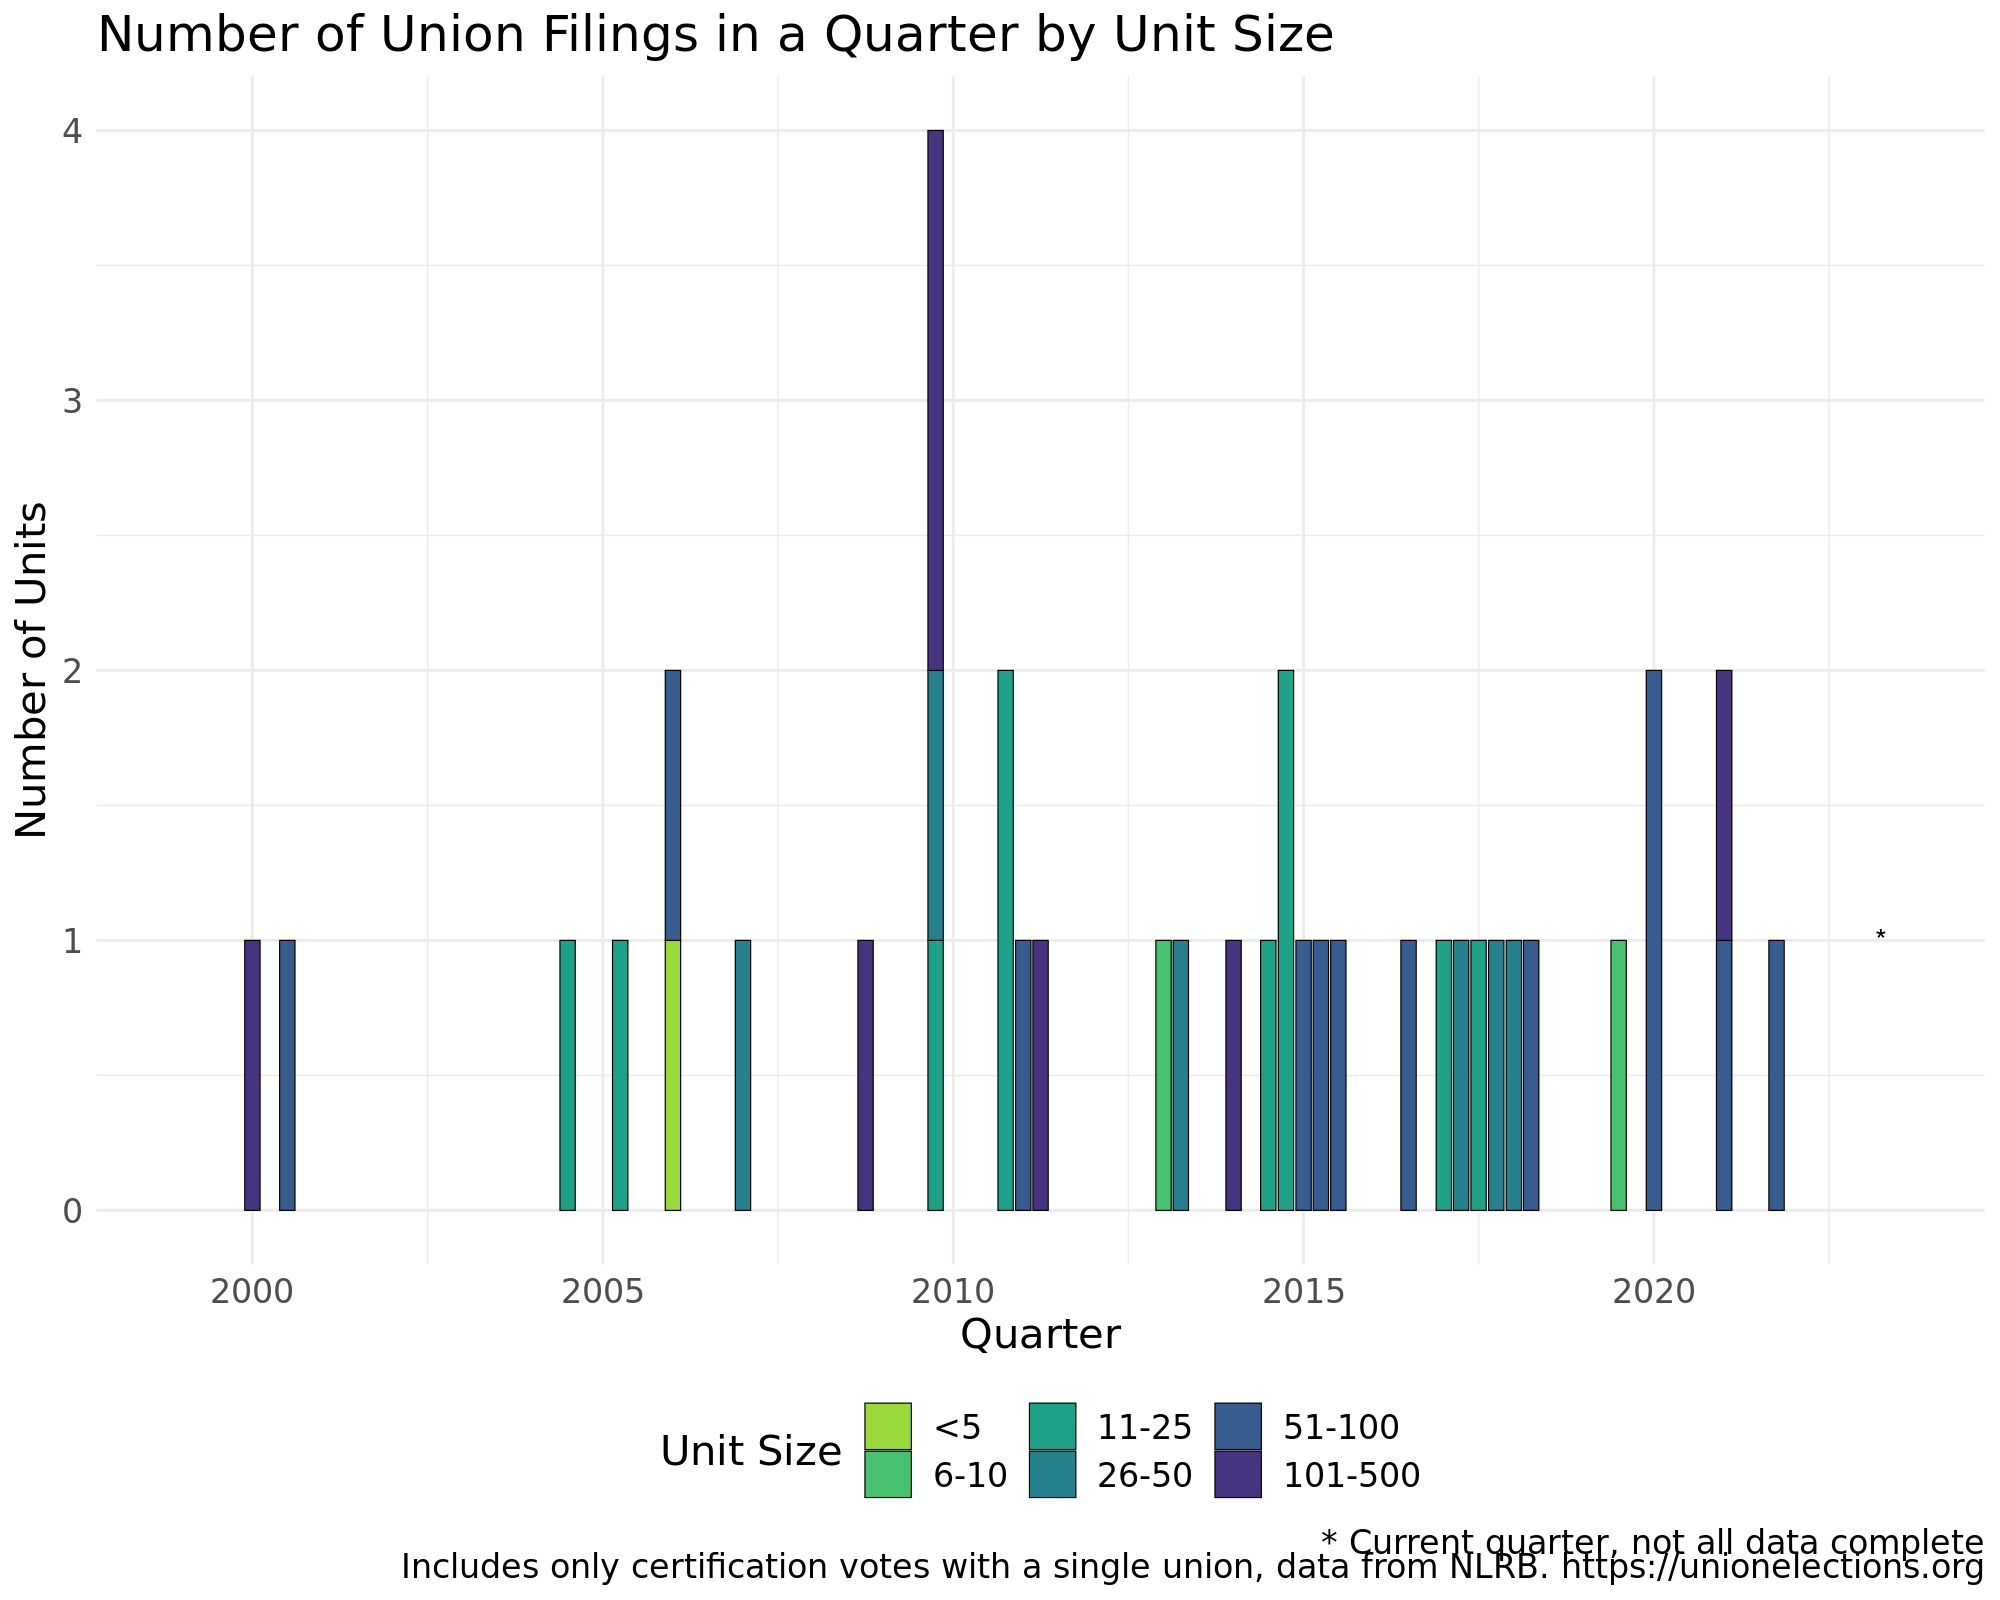 Number of Union Filings in a Quarter by Unit Size
Number of Units
4
3
2
1
0
*
2000 2005 2010 2015 2020
Quarter
Unit Size
<5 11-25 51-100
6-10 26-50 101-500
* Current quarter, not all data complete
Includes only certification votes with a single union, data from NLRB. https://unionelections.org